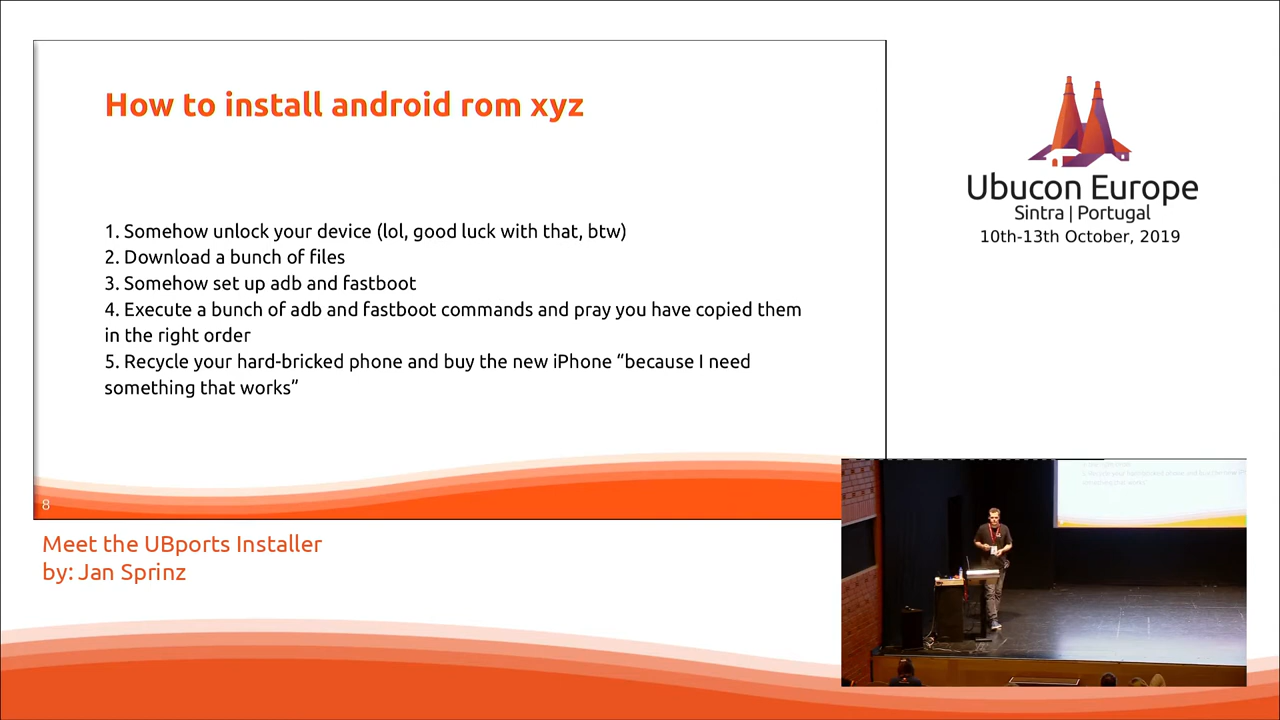 How to install android rom xyz
1. Somehow unlock your device (lol, good luck with that, btw)
2. Download a bunch of files
3. Somehow set up adb and fastboot
4. Execute a bunch of adb and fastboot commands and pray you have copied them
in the right order
5. Recycle your hard-bricked phone and buy the new iPhone “because I need
something that works”
8
Meet the UBports Installer
by: Jan Sprinz
Ubucon Europe
Sintra | Portugal
10th-13th October, 2019
something that works”